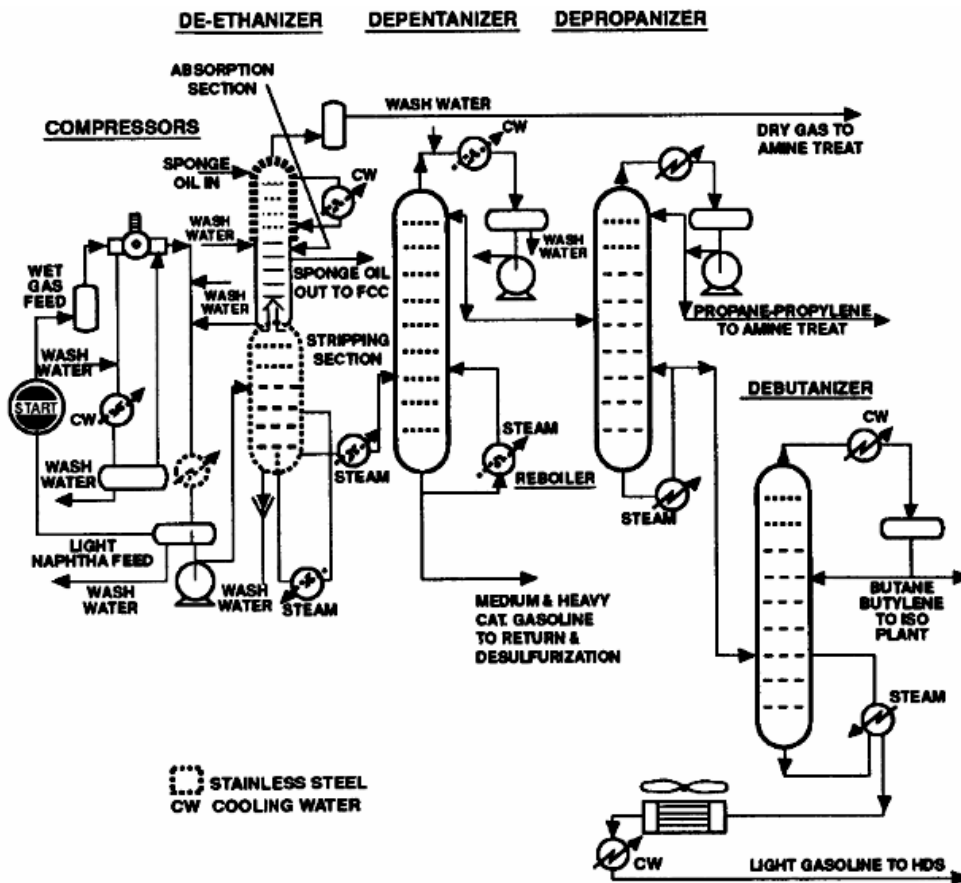 DE-ETHANIZER
DEPENTANIZER
DEPROPANIZER
ABSORPTION
SECTION
WASH WATER
COMPRESSORS
CW
DRY GAS TO
AMINE TREAT
SPONGE
OIL IN
CW
CW
WASH
WATER
WET
GAS
FEED
SPONGE OIL
OUT TO FCC
WASH
WATER
WASH
WATER
PROPANE-PROPYLENE
TO AMINE TREAT
STRIPPING
SECTION
WASH
WATER
START
CW
DEBUTANIZER
CW
STEAM
STEAM
REBOILER
STEAM
WASH
WATER
LIGHT
NAPHTHA FEED
WASH
WATER
WASH
WATER
STEAM
MEDIUM & HEAVY
CAT. GASOLINE
TO RETURN &
DESULFURIZATION
BUTANE
BUTYLENE
TO ISO
PLANT
STEAM
STAINLESS STEEL
CW COOLING WATER
CW
LIGHT GASOLINE TO HDS